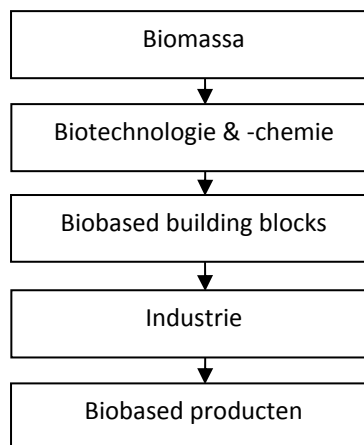 Biomassa
Biotechnologie & -chemie
Biobased building blocks
Industrie
Biobased producten